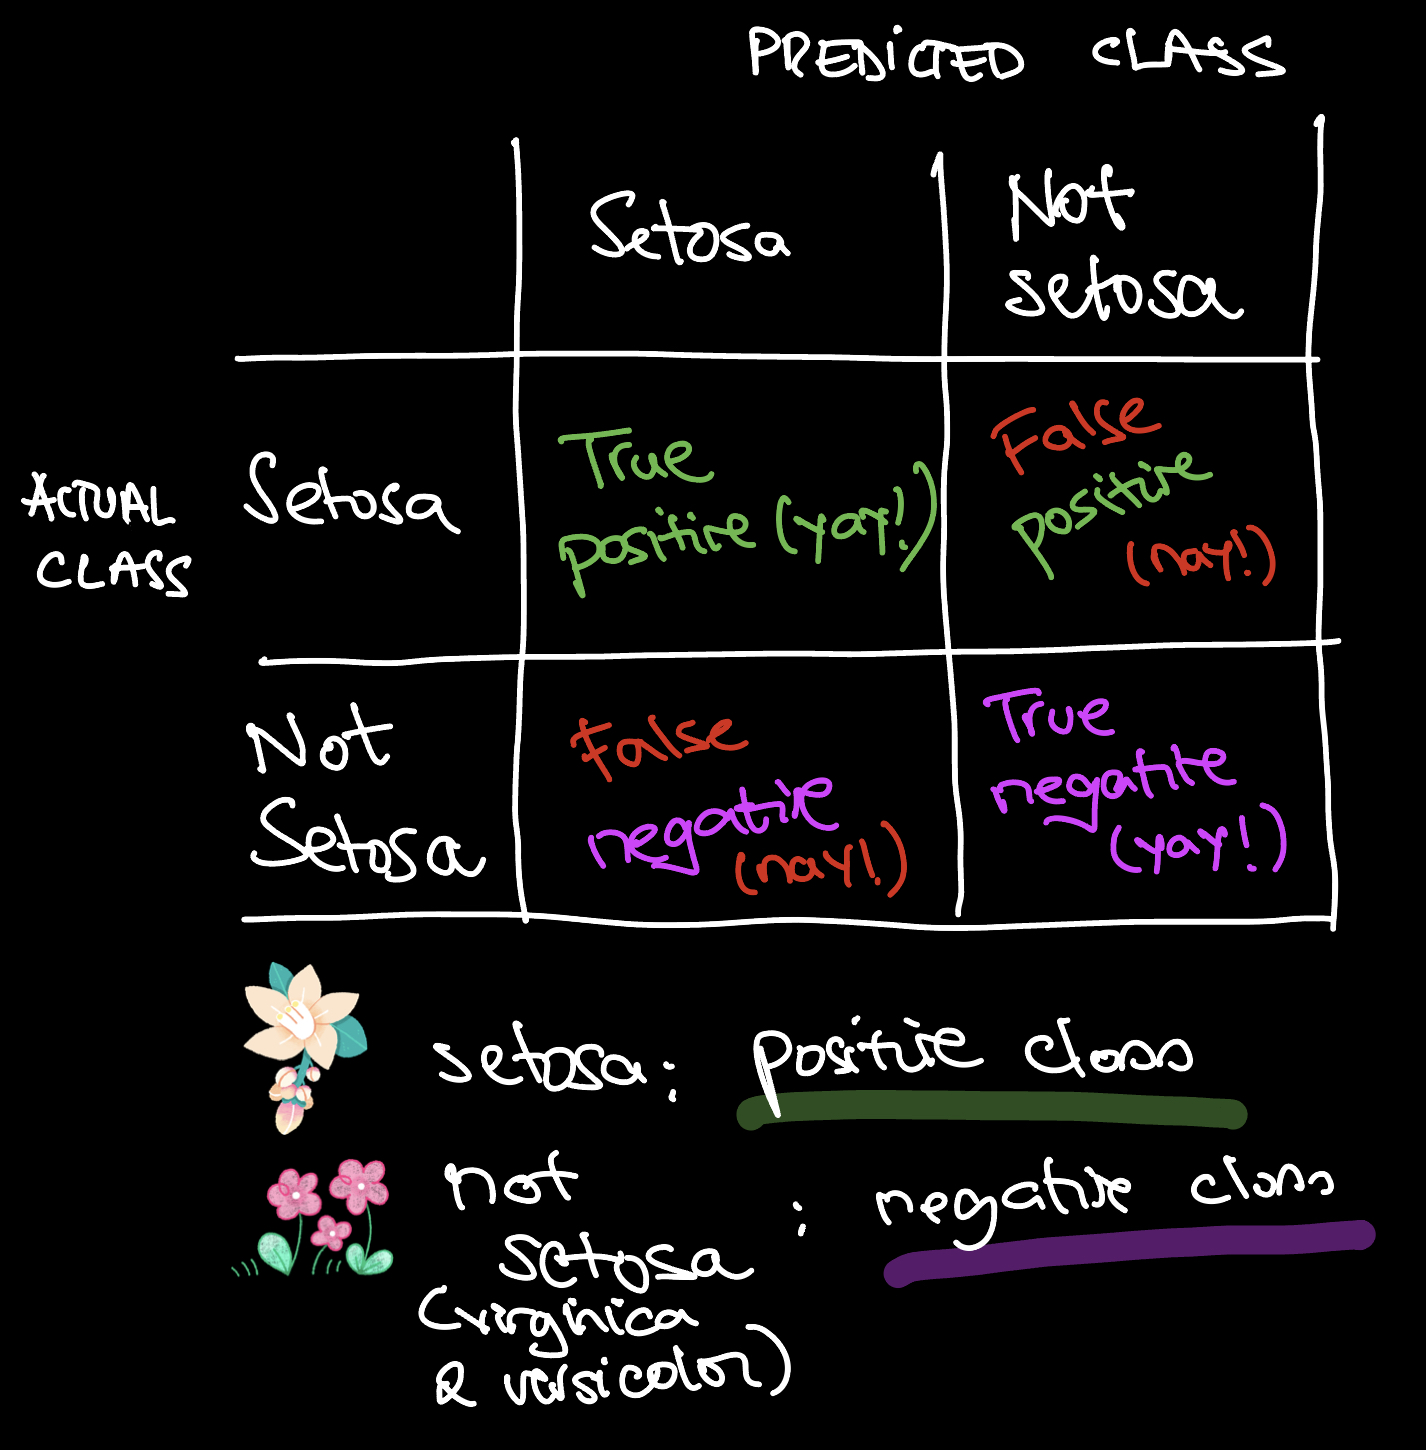 PREDICTED CLASS
Setosa
Not
setosa
ACTUAL
CLASS
Setosa
True
positive (yay!)
False
positive
(nay!)
Not
Setosa
False
negative
(nay!)
True
negative
(yay!)
setosa: positive class
not
setosa
(virginica
& versicolor)
: negative class